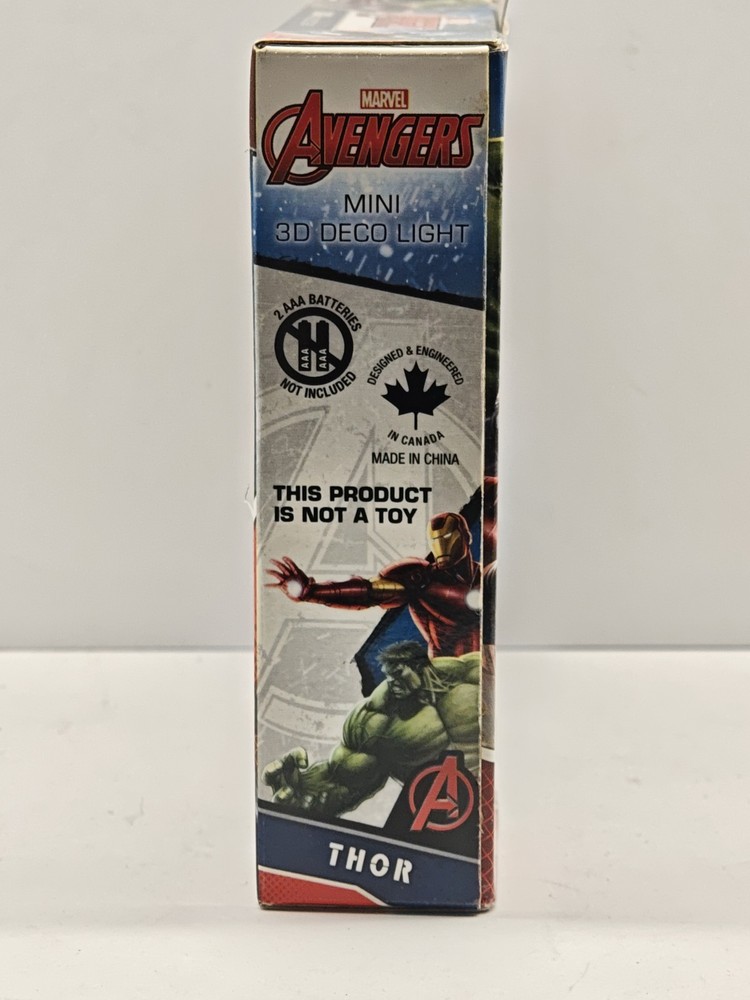 MARVEL
AVENGERS
MINI
3D DECO LIGHT
2 AAA BATTERIES
AAA
AAA
NOT INCLUDED
DESIGNED & ENGINEERED
IN CANADA
MADE IN CHINA
THIS PRODUCT
IS NOT A TOY
A
THOR